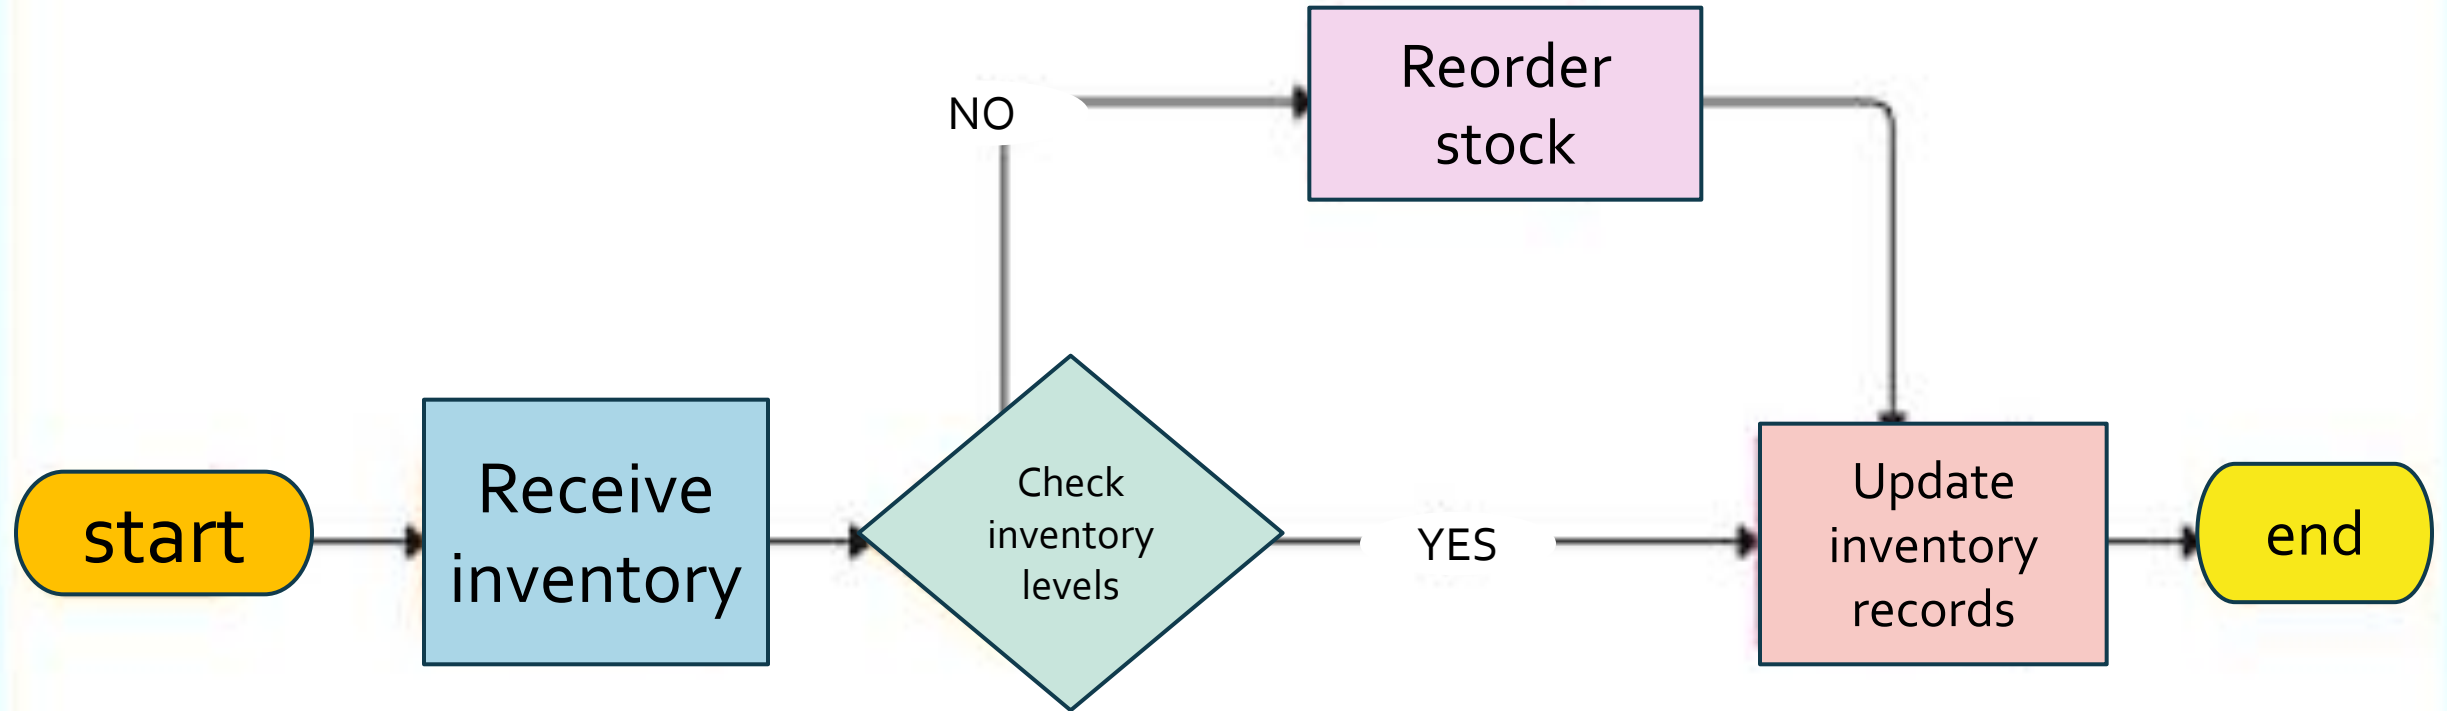 start
Receive
inventory
Check
inventory
levels
NO
Reorder
stock
YES
Update
inventory
records
end